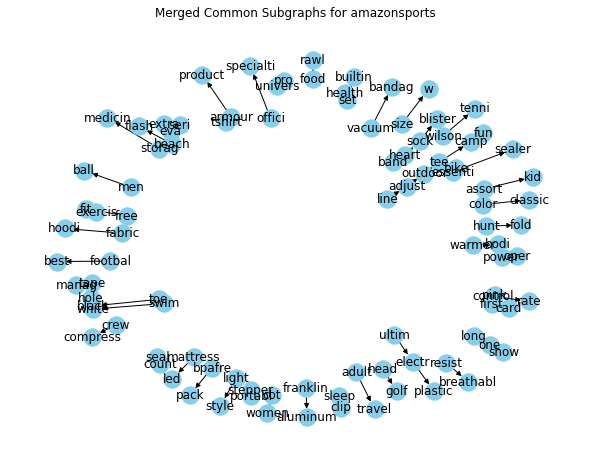 Merged Common Subgraphs for amazonsports
rawl
specialti
product
pro
food
builtin
univers
bandag
w
health
set
medicin
armour
tshirt
offici
vacuum
size
blister
tenni
flash
extra
seri
eva
beach
storag
sock
wilson
fun
camp
heart
band
tee
bike
essenti
sealer
ball
men
outdoor
adjust
line
assort
kid
color
classic
fit
exercis
free
hoodi
fabric
hunt
fold
warmer
bodi
power
oper
best
footbal
tape
manag
hole
black
white
toe
swim
pink
control
first
card
rate
crew
compress
ultim
long
one
show
seal
count
mattress
led
bpafre
electr
resist
light
adult
head
breathabl
pack
style
stepper
portabl
women
franklin
aluminum
sleep
clip
travel
golf
plastic